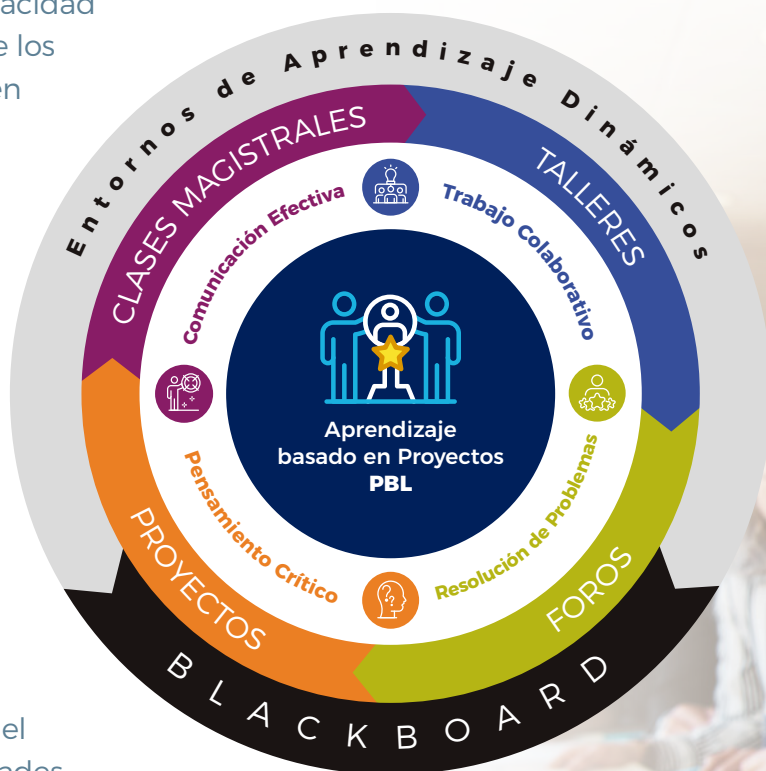 e los
en
Entornos de Aprendizaje Dinámicos
CLASES MAGISTRALES
TALLERES
FOROS
PROYECTOS
Comunicación Efectiva
Trabajo Colaborativo
Resolución de Problemas
Pensamiento Crítico
Aprendizaje
basado en Proyectos
PBL
BLACKBOARD
el